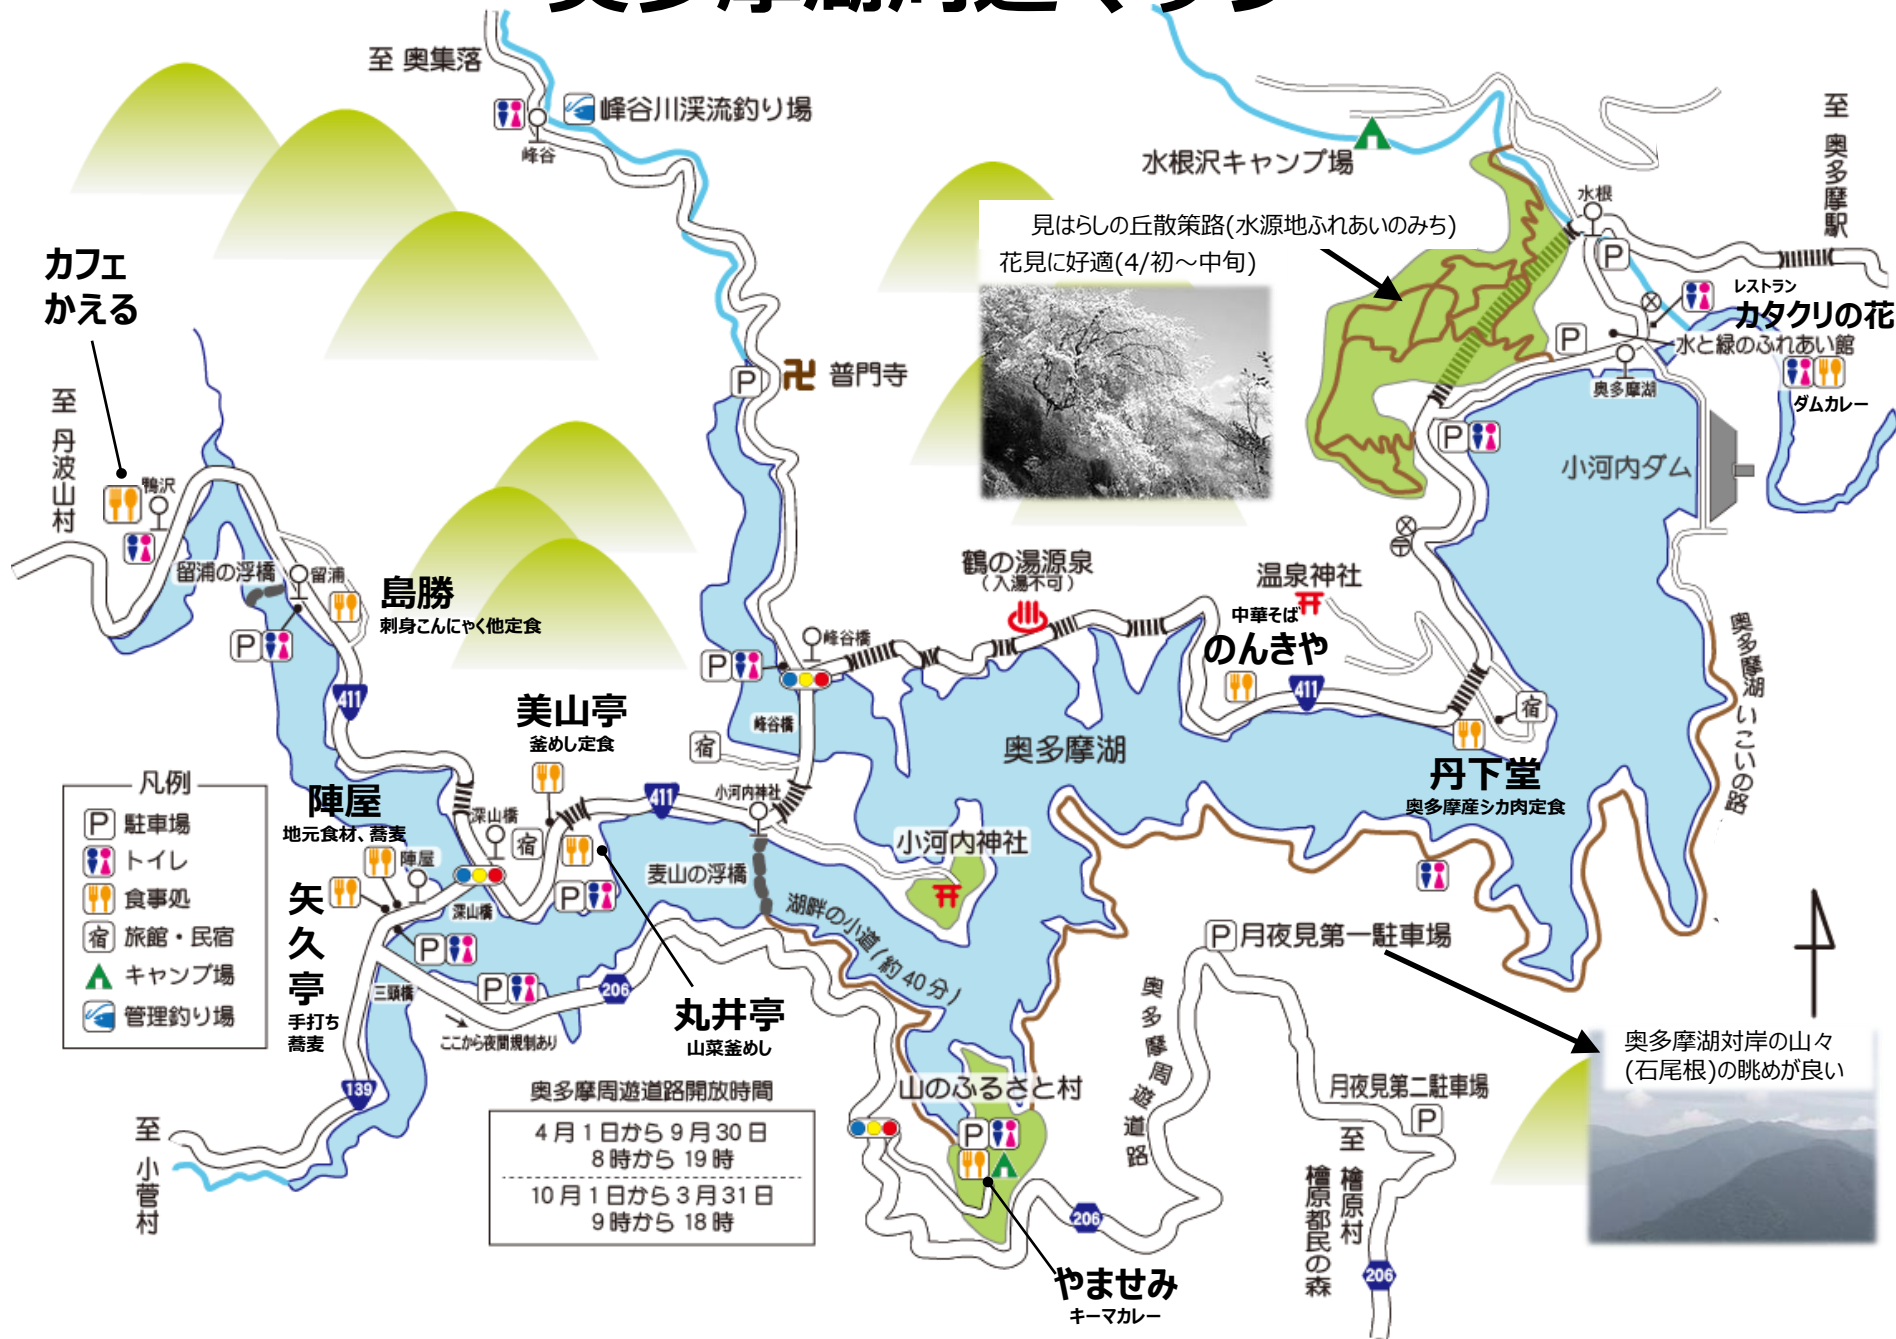 奥多摩湖周辺マップ
至 奥集落
峰谷川渓流釣り場
峰谷
水根沢キャンプ場
水根
至 奥多摩駅
見はらしの丘散策路(水源地ふれあいのみち)
花見に好適(4/初～中旬)
カフェ
かえる
レストラン
カタクリの花
水と緑のふれあい館
奥多摩湖
ダムカレー
P
P
P
卍 普門寺
P
小河内ダム
至 丹波山村
鴨沢
留浦の浮橋
留浦
島勝
刺身こんにゃく他定食
P
411
鶴の湯源泉
(入湯不可)
温泉神社
中華そば
のんきや
411
宿
峰谷橋
P
峰谷橋
宿
奥多摩湖
丹下堂
奥多摩産シカ肉定食
奥多摩湖いこいの路
美山亭
釜めし定食
411
小河内神社
小河内神社
凡例
P 駐車場
トイレ
食事処
宿 旅館・民宿
キャンプ場
管理釣り場
陣屋
地元食材、蕎麦
陣屋
深山橋
深山橋
宿
P
麦山の浮橋
湖畔の小道(約40分)
矢久亭
手打ち
蕎麦
P
三頭橋
P
206
ここから夜間規制あり
丸井亭
山菜釜めし
139
至 小菅村
奥多摩周遊道路開放時間
4月1日から9月30日
8時から19時
10月1日から3月31日
9時から18時
山のふるさと村
P
やませみ
キーマカレー
206
奥多摩周遊道路
P 月夜見第一駐車場
奥多摩湖対岸の山々
(石尾根)の眺めが良い
月夜見第二駐車場
P
至 檜原村
檜原都民の森
206